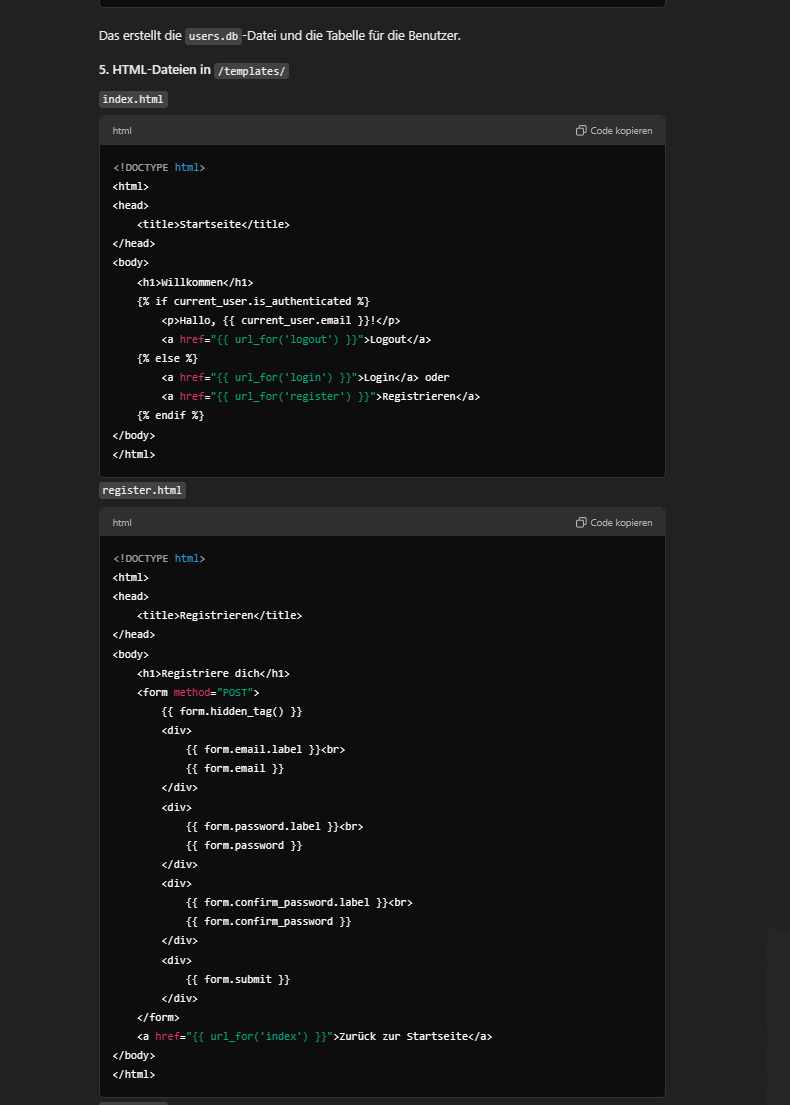 Das erstellt die users.db-Datei und die Tabelle für die Benutzer.
5. HTML-Dateien in /templates/
index.html
html Code kopieren
<!DOCTYPE html>
<html>
<head>
    <title>Startseite</title>
</head>
<body>
    <h1>Willkommen</h1>
    {% if current_user.is_authenticated %}
        <p>Hallo, {{ current_user.email }}!</p>
        <a href="{{ url_for('logout') }}">Logout</a>
    {% else %}
        <a href="{{ url_for('login') }}">Login</a> oder
        <a href="{{ url_for('register') }}">Registrieren</a>
    {% endif %}
</body>
</html>
register.html
html Code kopieren
<!DOCTYPE html>
<html>
<head>
    <title>Registrieren</title>
</head>
<body>
    <h1>Registriere dich</h1>
    <form method="POST">
        {{ form.hidden_tag() }}
        <div>
            {{ form.email.label }}<br>
            {{ form.email }}
        </div>
        <div>
            {{ form.password.label }}<br>
            {{ form.password }}
        </div>
        <div>
            {{ form.confirm_password.label }}<br>
            {{ form.confirm_password }}
        </div>
        <div>
            {{ form.submit }}
        </div>
    </form>
    <a href="{{ url_for('index') }}">Zurück zur Startseite</a>
</body>
</html>